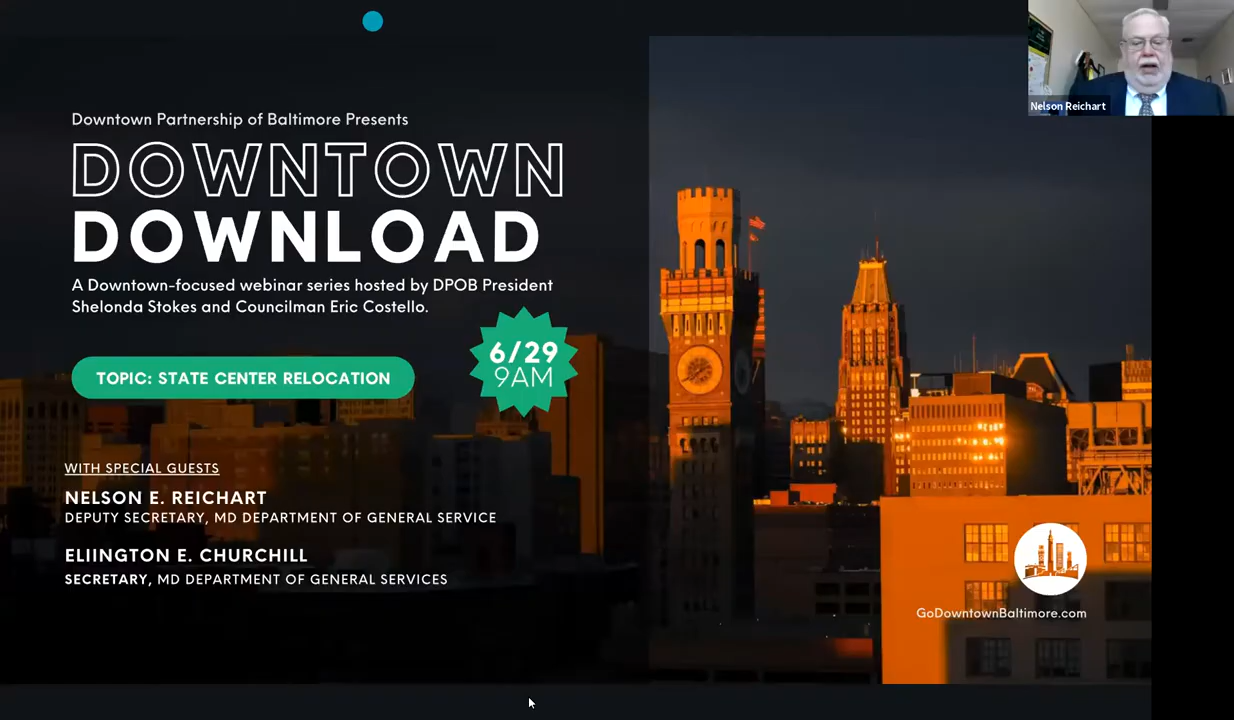 Nelson Reichart
Downtown Partnership of Baltimore Presents
DOWNTOWN
DOWNLOAD
A Downtown-focused webinar series hosted by DPOB President
Shelonda Stokes and Councilman Eric Costello.
6/29
9AM
TOPIC: STATE CENTER RELOCATION
WITH SPECIAL GUESTS
NELSON E. REICHART
DEPUTY SECRETARY, MD DEPARTMENT OF GENERAL SERVICE
ELIINGTON E. CHURCHILL
SECRETARY, MD DEPARTMENT OF GENERAL SERVICES
GoDowntownBaltimore.com